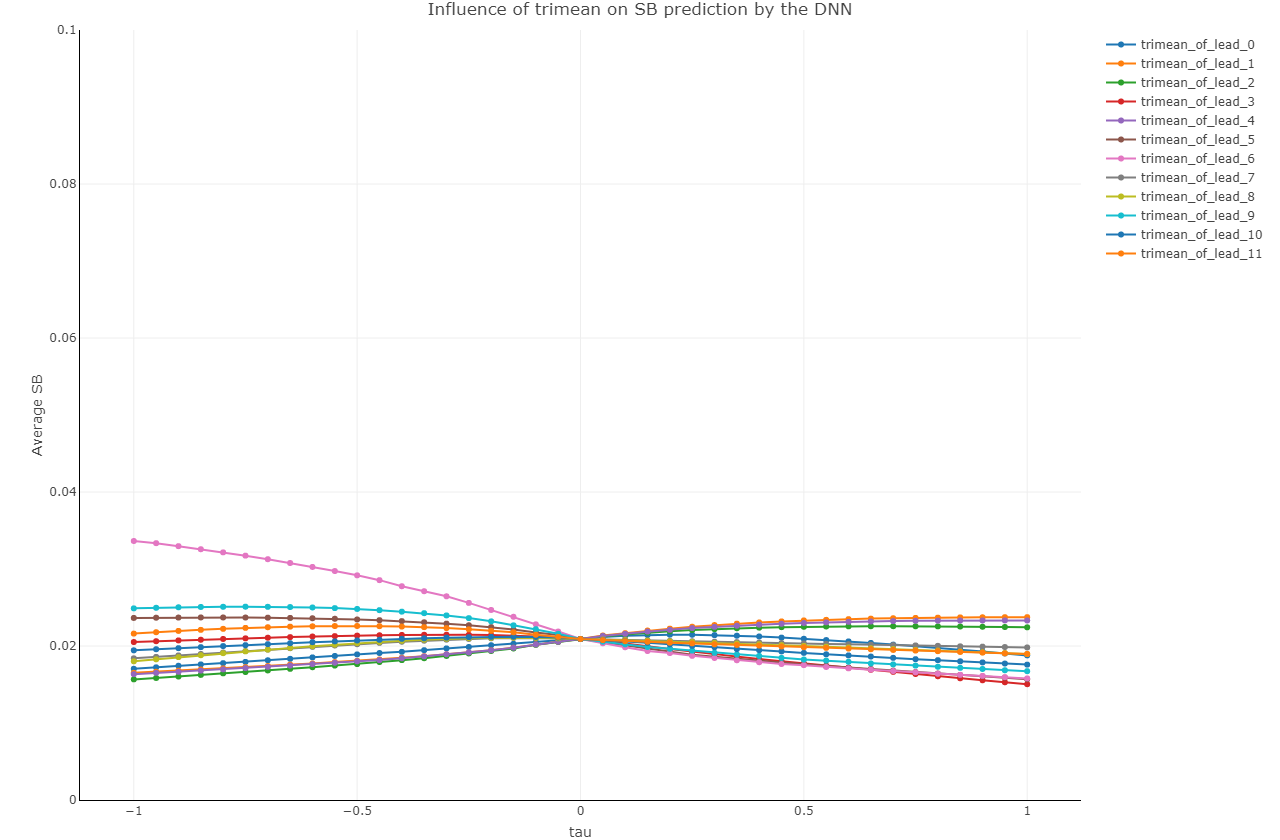 Influence of trimean on SB prediction by the DNN
0.1
0.08
0.06
0.04
0.02
0
Average SB
−1
−0.5
0
0.5
1
tau
trimean_of_lead_0
trimean_of_lead_1
trimean_of_lead_2
trimean_of_lead_3
trimean_of_lead_4
trimean_of_lead_5
trimean_of_lead_6
trimean_of_lead_7
trimean_of_lead_8
trimean_of_lead_9
trimean_of_lead_10
trimean_of_lead_11